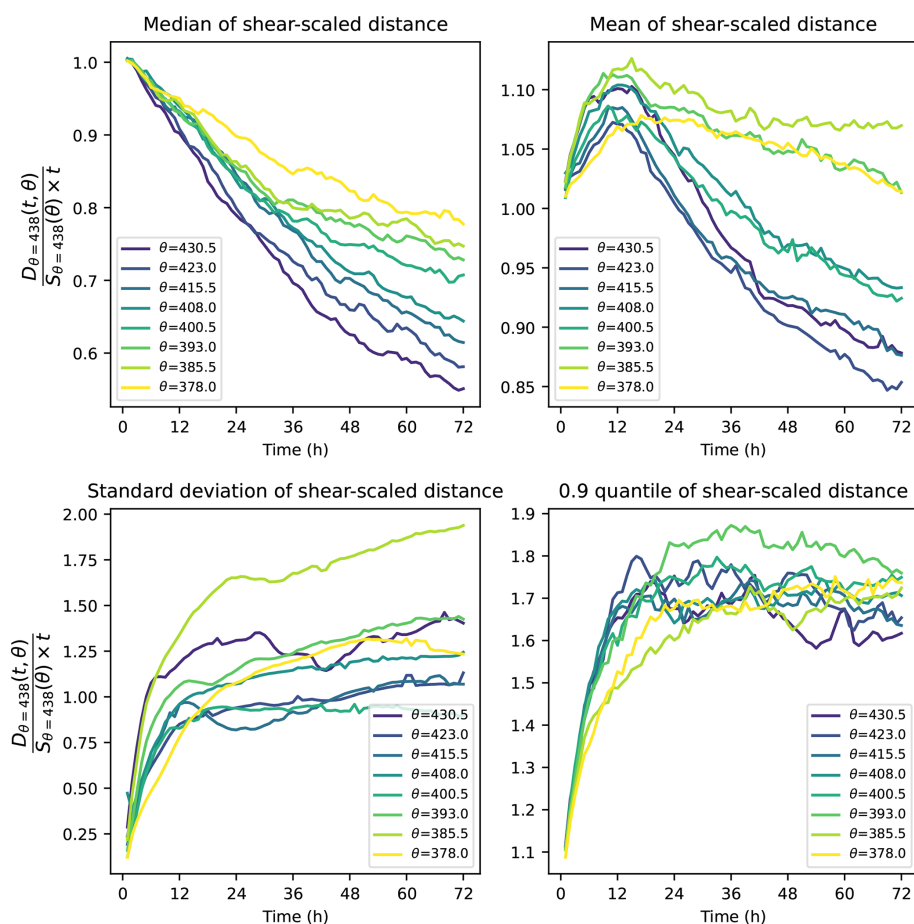 Median of shear-scaled distance
D_{θ=438}(t, θ)
S_{θ=438}(θ) × t
1.0
0.9
0.8
0.7
0.6
θ=430.5
θ=423.0
θ=415.5
θ=408.0
θ=400.5
θ=393.0
θ=385.5
θ=378.0
0 12 24 36 48 60 72
Time (h)
Mean of shear-scaled distance
1.10
1.05
1.00
0.95
0.90
0.85
θ=430.5
θ=423.0
θ=415.5
θ=408.0
θ=400.5
θ=393.0
θ=385.5
θ=378.0
0 12 24 36 48 60 72
Time (h)
Standard deviation of shear-scaled distance
D_{θ=438}(t, θ)
S_{θ=438}(θ) × t
2.00
1.75
1.50
1.25
1.00
0.75
0.50
0.25
θ=430.5
θ=423.0
θ=415.5
θ=408.0
θ=400.5
θ=393.0
θ=385.5
θ=378.0
0 12 24 36 48 60 72
Time (h)
0.9 quantile of shear-scaled distance
1.9
1.8
1.7
1.6
1.5
1.4
1.3
1.2
1.1
θ=430.5
θ=423.0
θ=415.5
θ=408.0
θ=400.5
θ=393.0
θ=385.5
θ=378.0
0 12 24 36 48 60 72
Time (h)